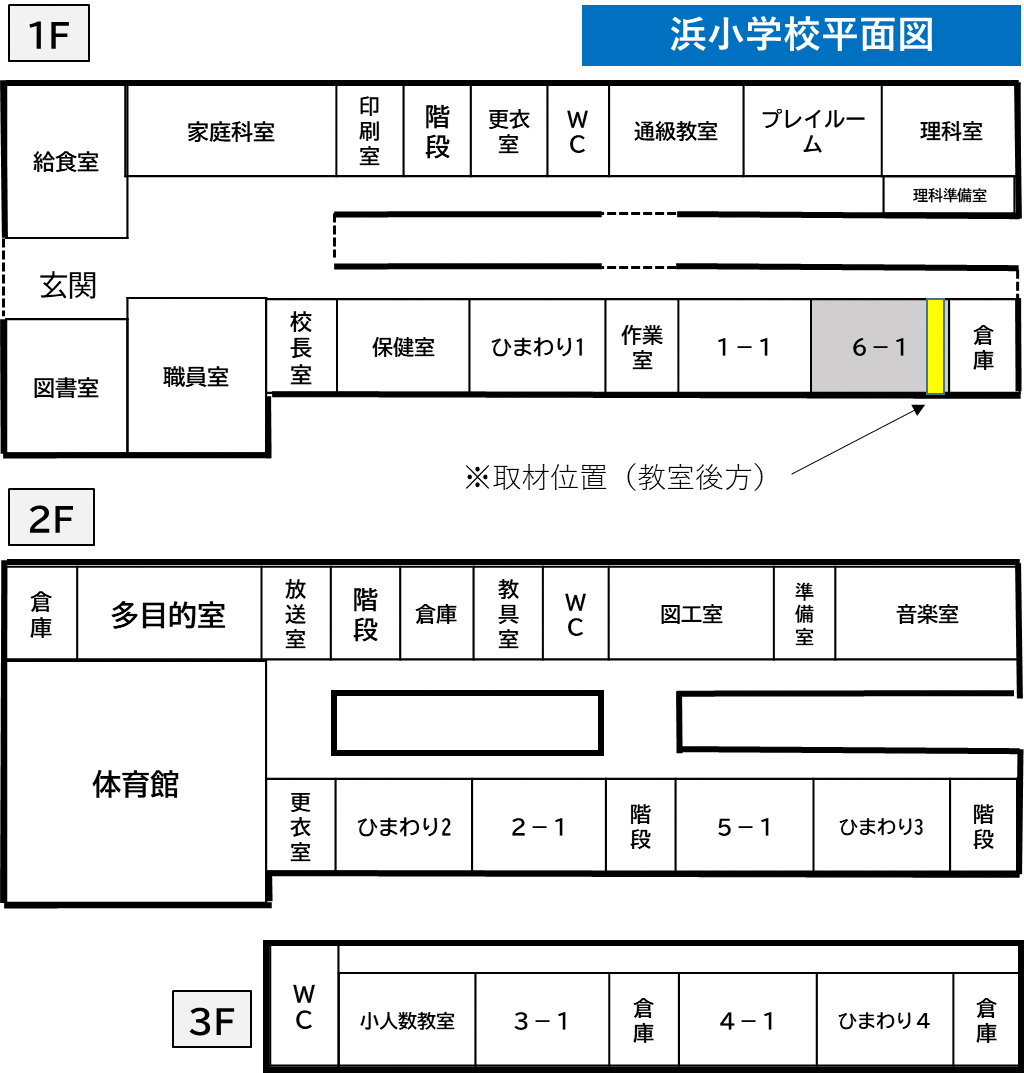 1F
浜小学校平面図
給食室
家庭科室
印刷室
階段
更衣室
WC
通級教室
プレイルーム
理科室
理科準備室
玄関
図書室
職員室
校長室
保健室
ひまわり1
作業室
１－１
６－１
倉庫
※取材位置（教室後方）
2F
倉庫
多目的室
放送室
階段
倉庫
教具室
WC
図工室
準備室
音楽室
体育館
更衣室
ひまわり2
２－１
階段
５－１
ひまわり3
階段
3F
WC
小人数教室
３－１
倉庫
４－１
ひまわり４
倉庫